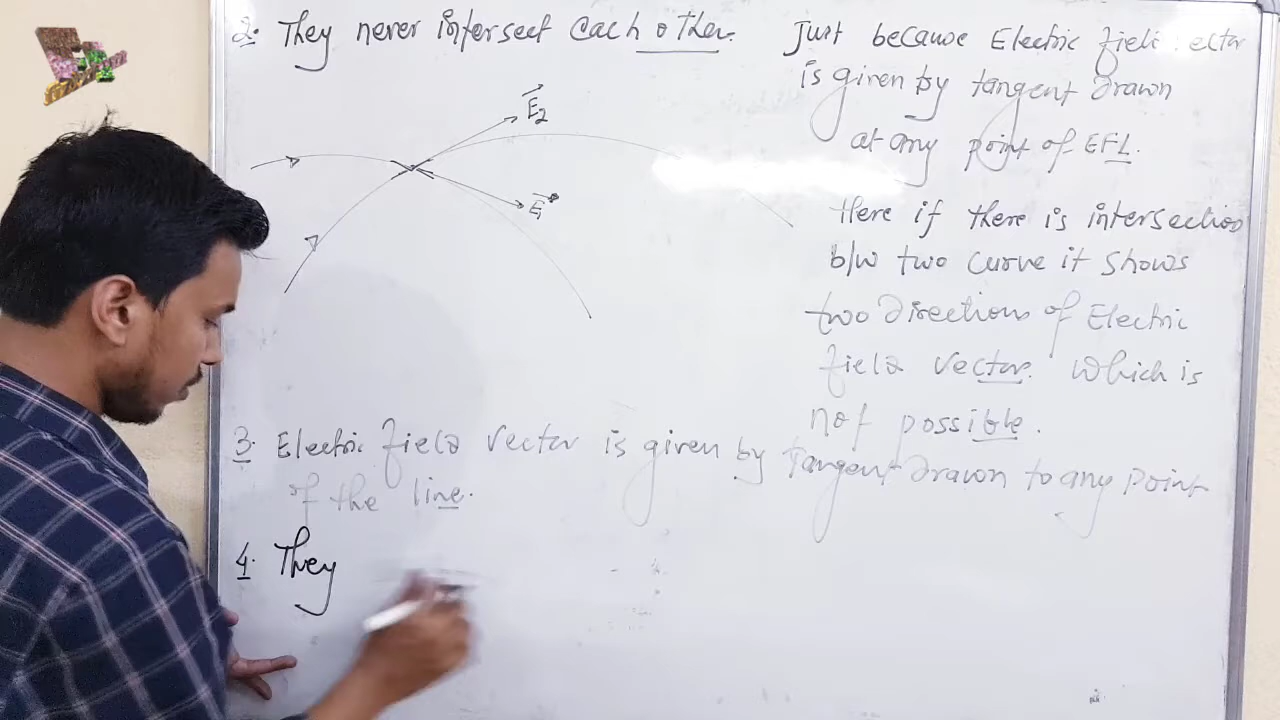 2. They never intersect each other.
Just because Electric field ector
is given by tangent drawn
at any point of EFL.
E2
E1
Here if there is intersection
b/w two curve it shows
two directions of Electric
field vector. Which is
not possible.
3. Electric field vector is given by tangent drawn to any point
of the line.
4. They